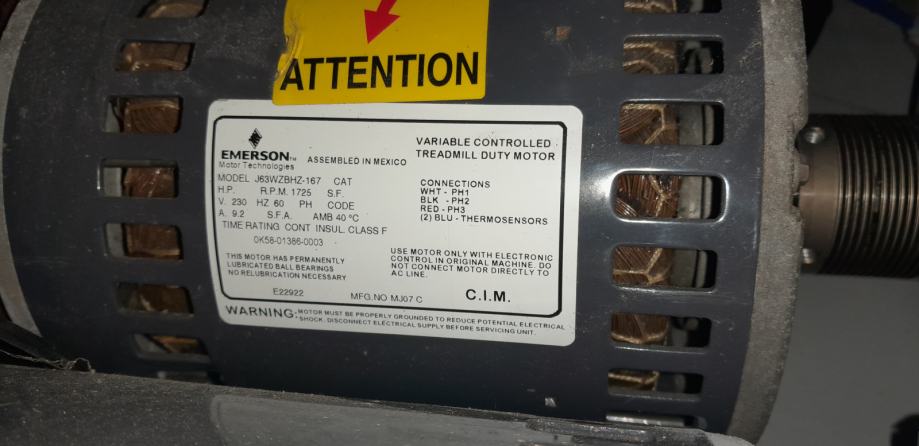 ATTENTION
EMERSON™
Motor Technologies
ASSEMBLED IN MEXICO
VARIABLE CONTROLLED
TREADMILL DUTY MOTOR
MODEL J63WZBHZ-167 CAT
H.P. R.P.M. 1725 S.F.
V. 230 HZ 60 PH CODE
A. 9.2 S.F.A. AMB 40 °C
TIME RATING CONT INSUL. CLASS F
0K58-01386-0003
CONNECTIONS
WHT - PH1
BLK - PH2
RED - PH3
(2) BLU - THERMOSENSORS
THIS MOTOR HAS PERMANENTLY
LUBRICATED BALL BEARINGS
NO RELUBRICATION NECESSARY
USE MOTOR ONLY WITH ELECTRONIC
CONTROL IN ORIGINAL MACHINE. DO
NOT CONNECT MOTOR DIRECTLY TO
AC LINE.
E22922 MFG.NO MJ07 C C.I.M.
WARNING: MOTOR MUST BE PROPERLY GROUNDED TO REDUCE POTENTIAL ELECTRICAL
SHOCK. DISCONNECT ELECTRICAL SUPPLY BEFORE SERVICING UNIT.